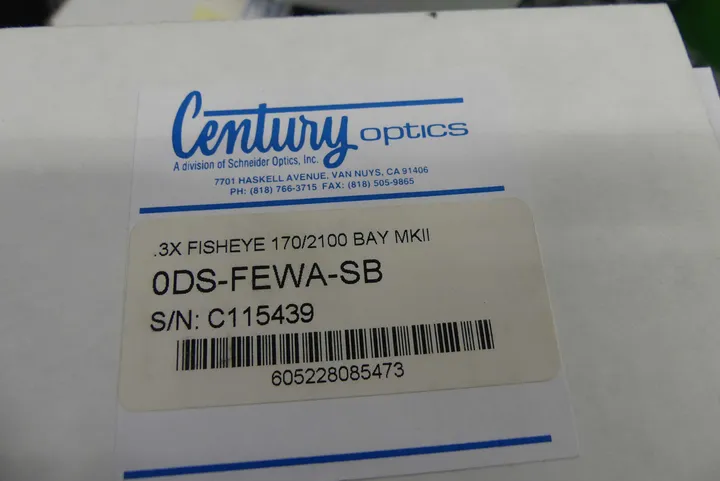 Century optics
A division of Schneider Optics, Inc.
7701 HASKELL AVENUE, VAN NUYS, CA 91406
PH: (818) 766-3715 FAX: (818) 505-9865
.3X FISHEYE 170/2100 BAY MKII
0DS-FEWA-SB
S/N: C115439
605228085473